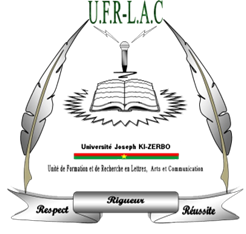 U.F.R-L.A.C
Université Joseph KI-ZERBO
Unité de Formation et de Recherche en Lettres, Arts et Communication
Rigueur
Respect
Réussite